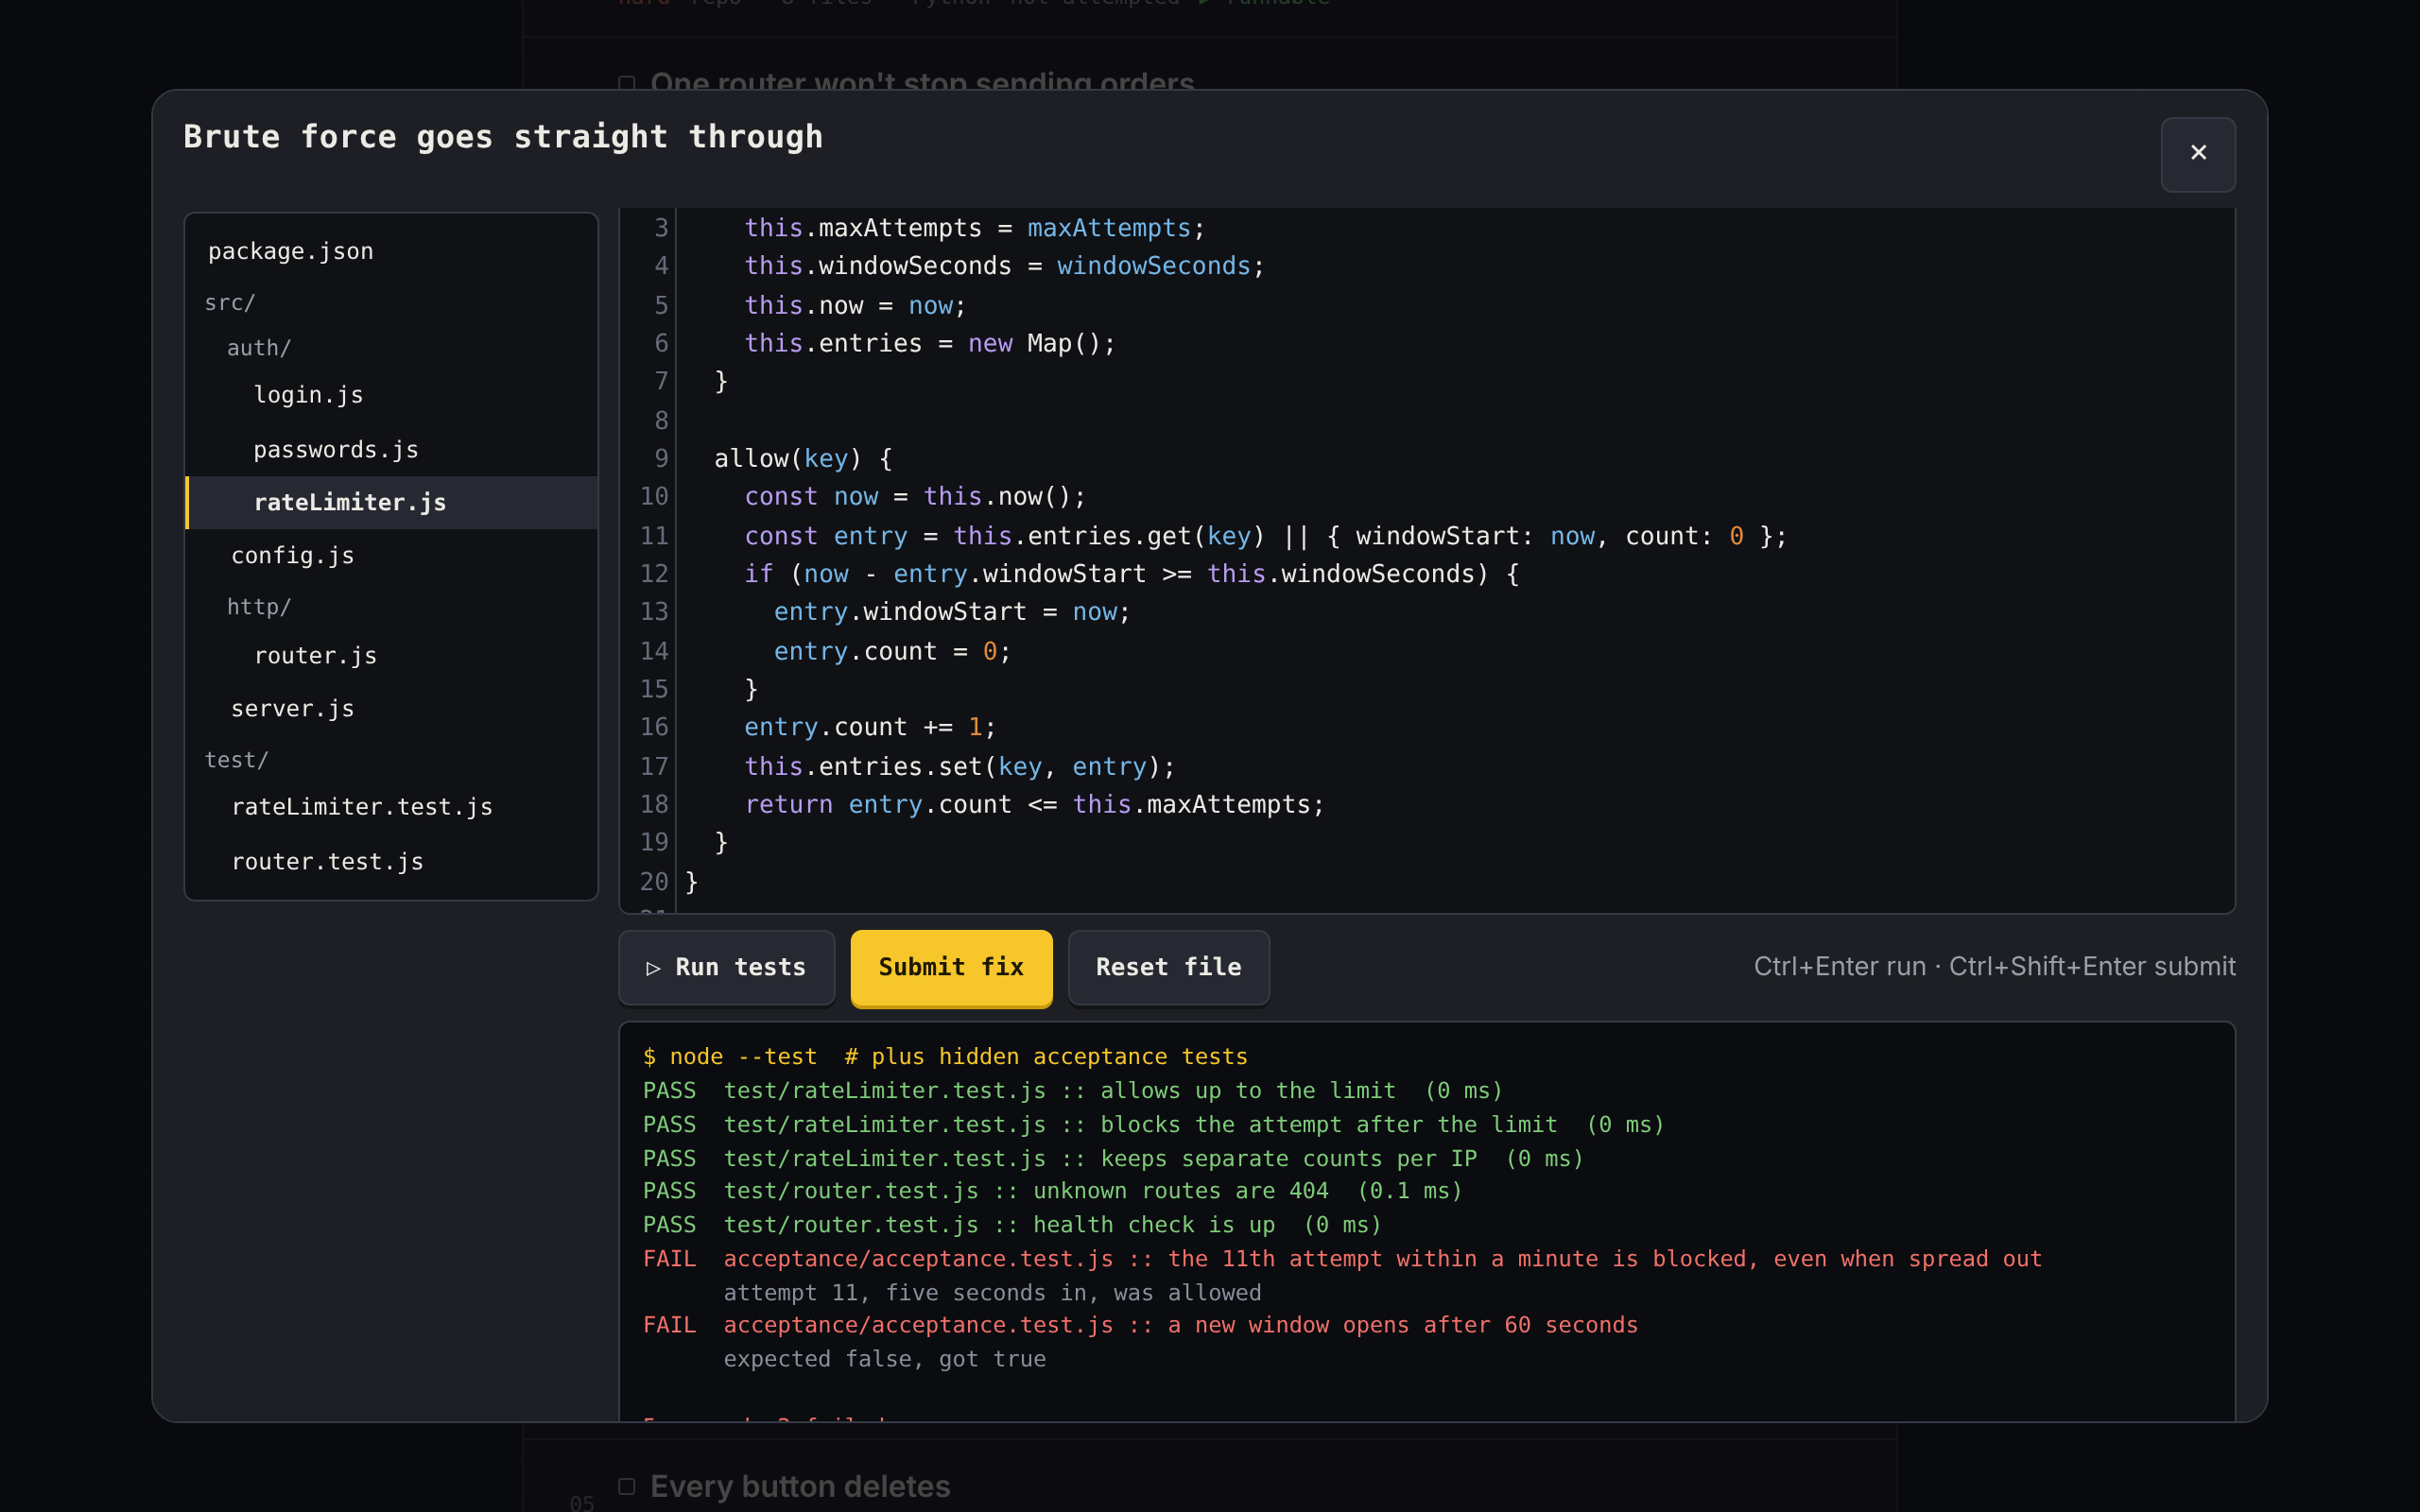 One router won't stop sending orders
Brute force goes straight through
×
package.json
src/
auth/
login.js
passwords.js
rateLimiter.js
config.js
http/
router.js
server.js
test/
rateLimiter.test.js
router.test.js
3 this.maxAttempts = maxAttempts;
4 this.windowSeconds = windowSeconds;
5 this.now = now;
6 this.entries = new Map();
7 }
8
9 allow(key) {
10 const now = this.now();
11 const entry = this.entries.get(key) || { windowStart: now, count: 0 };
12 if (now - entry.windowStart >= this.windowSeconds) {
13 entry.windowStart = now;
14 entry.count = 0;
15 }
16 entry.count += 1;
17 this.entries.set(key, entry);
18 return entry.count <= this.maxAttempts;
19 }
20 }
▷ Run tests
Submit fix
Reset file
Ctrl+Enter run · Ctrl+Shift+Enter submit
$ node --test  # plus hidden acceptance tests
PASS  test/rateLimiter.test.js :: allows up to the limit  (0 ms)
PASS  test/rateLimiter.test.js :: blocks the attempt after the limit  (0 ms)
PASS  test/rateLimiter.test.js :: keeps separate counts per IP  (0 ms)
PASS  test/router.test.js :: unknown routes are 404  (0.1 ms)
PASS  test/router.test.js :: health check is up  (0 ms)
FAIL  acceptance/acceptance.test.js :: the 11th attempt within a minute is blocked, even when spread out
attempt 11, five seconds in, was allowed
FAIL  acceptance/acceptance.test.js :: a new window opens after 60 seconds
expected false, got true
05
Every button deletes